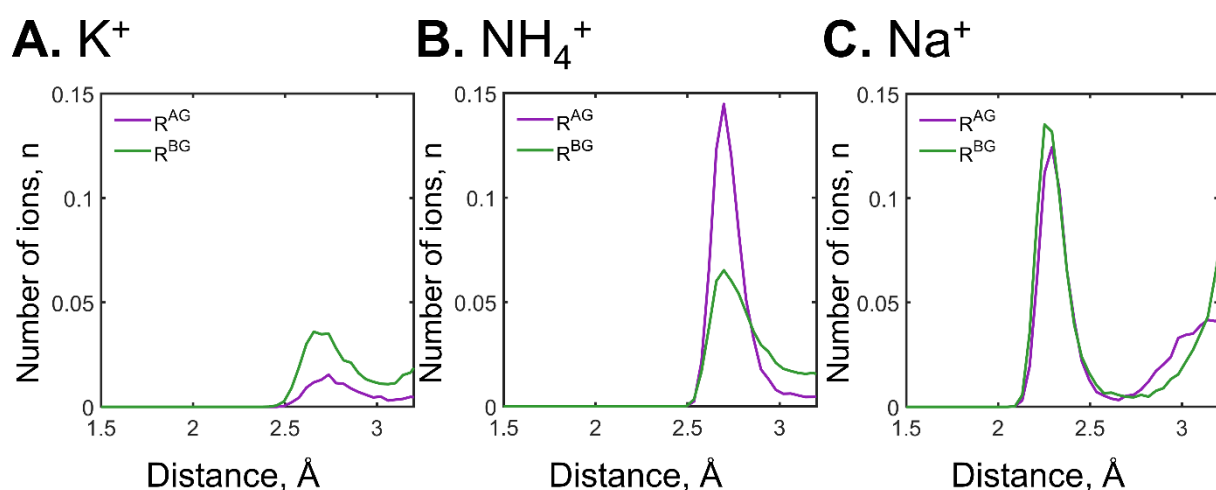 A. K⁺
0.15
0.1
0.05
0
Number of ions, n
Rᴬᴳ
Rᴮᴳ
1.5
2
2.5
3
Distance, Å
B. NH₄⁺
0.15
0.1
0.05
0
Number of ions, n
Rᴬᴳ
Rᴮᴳ
1.5
2
2.5
3
Distance, Å
C. Na⁺
0.15
0.1
0.05
0
Number of ions, n
Rᴬᴳ
Rᴮᴳ
1.5
2
2.5
3
Distance, Å